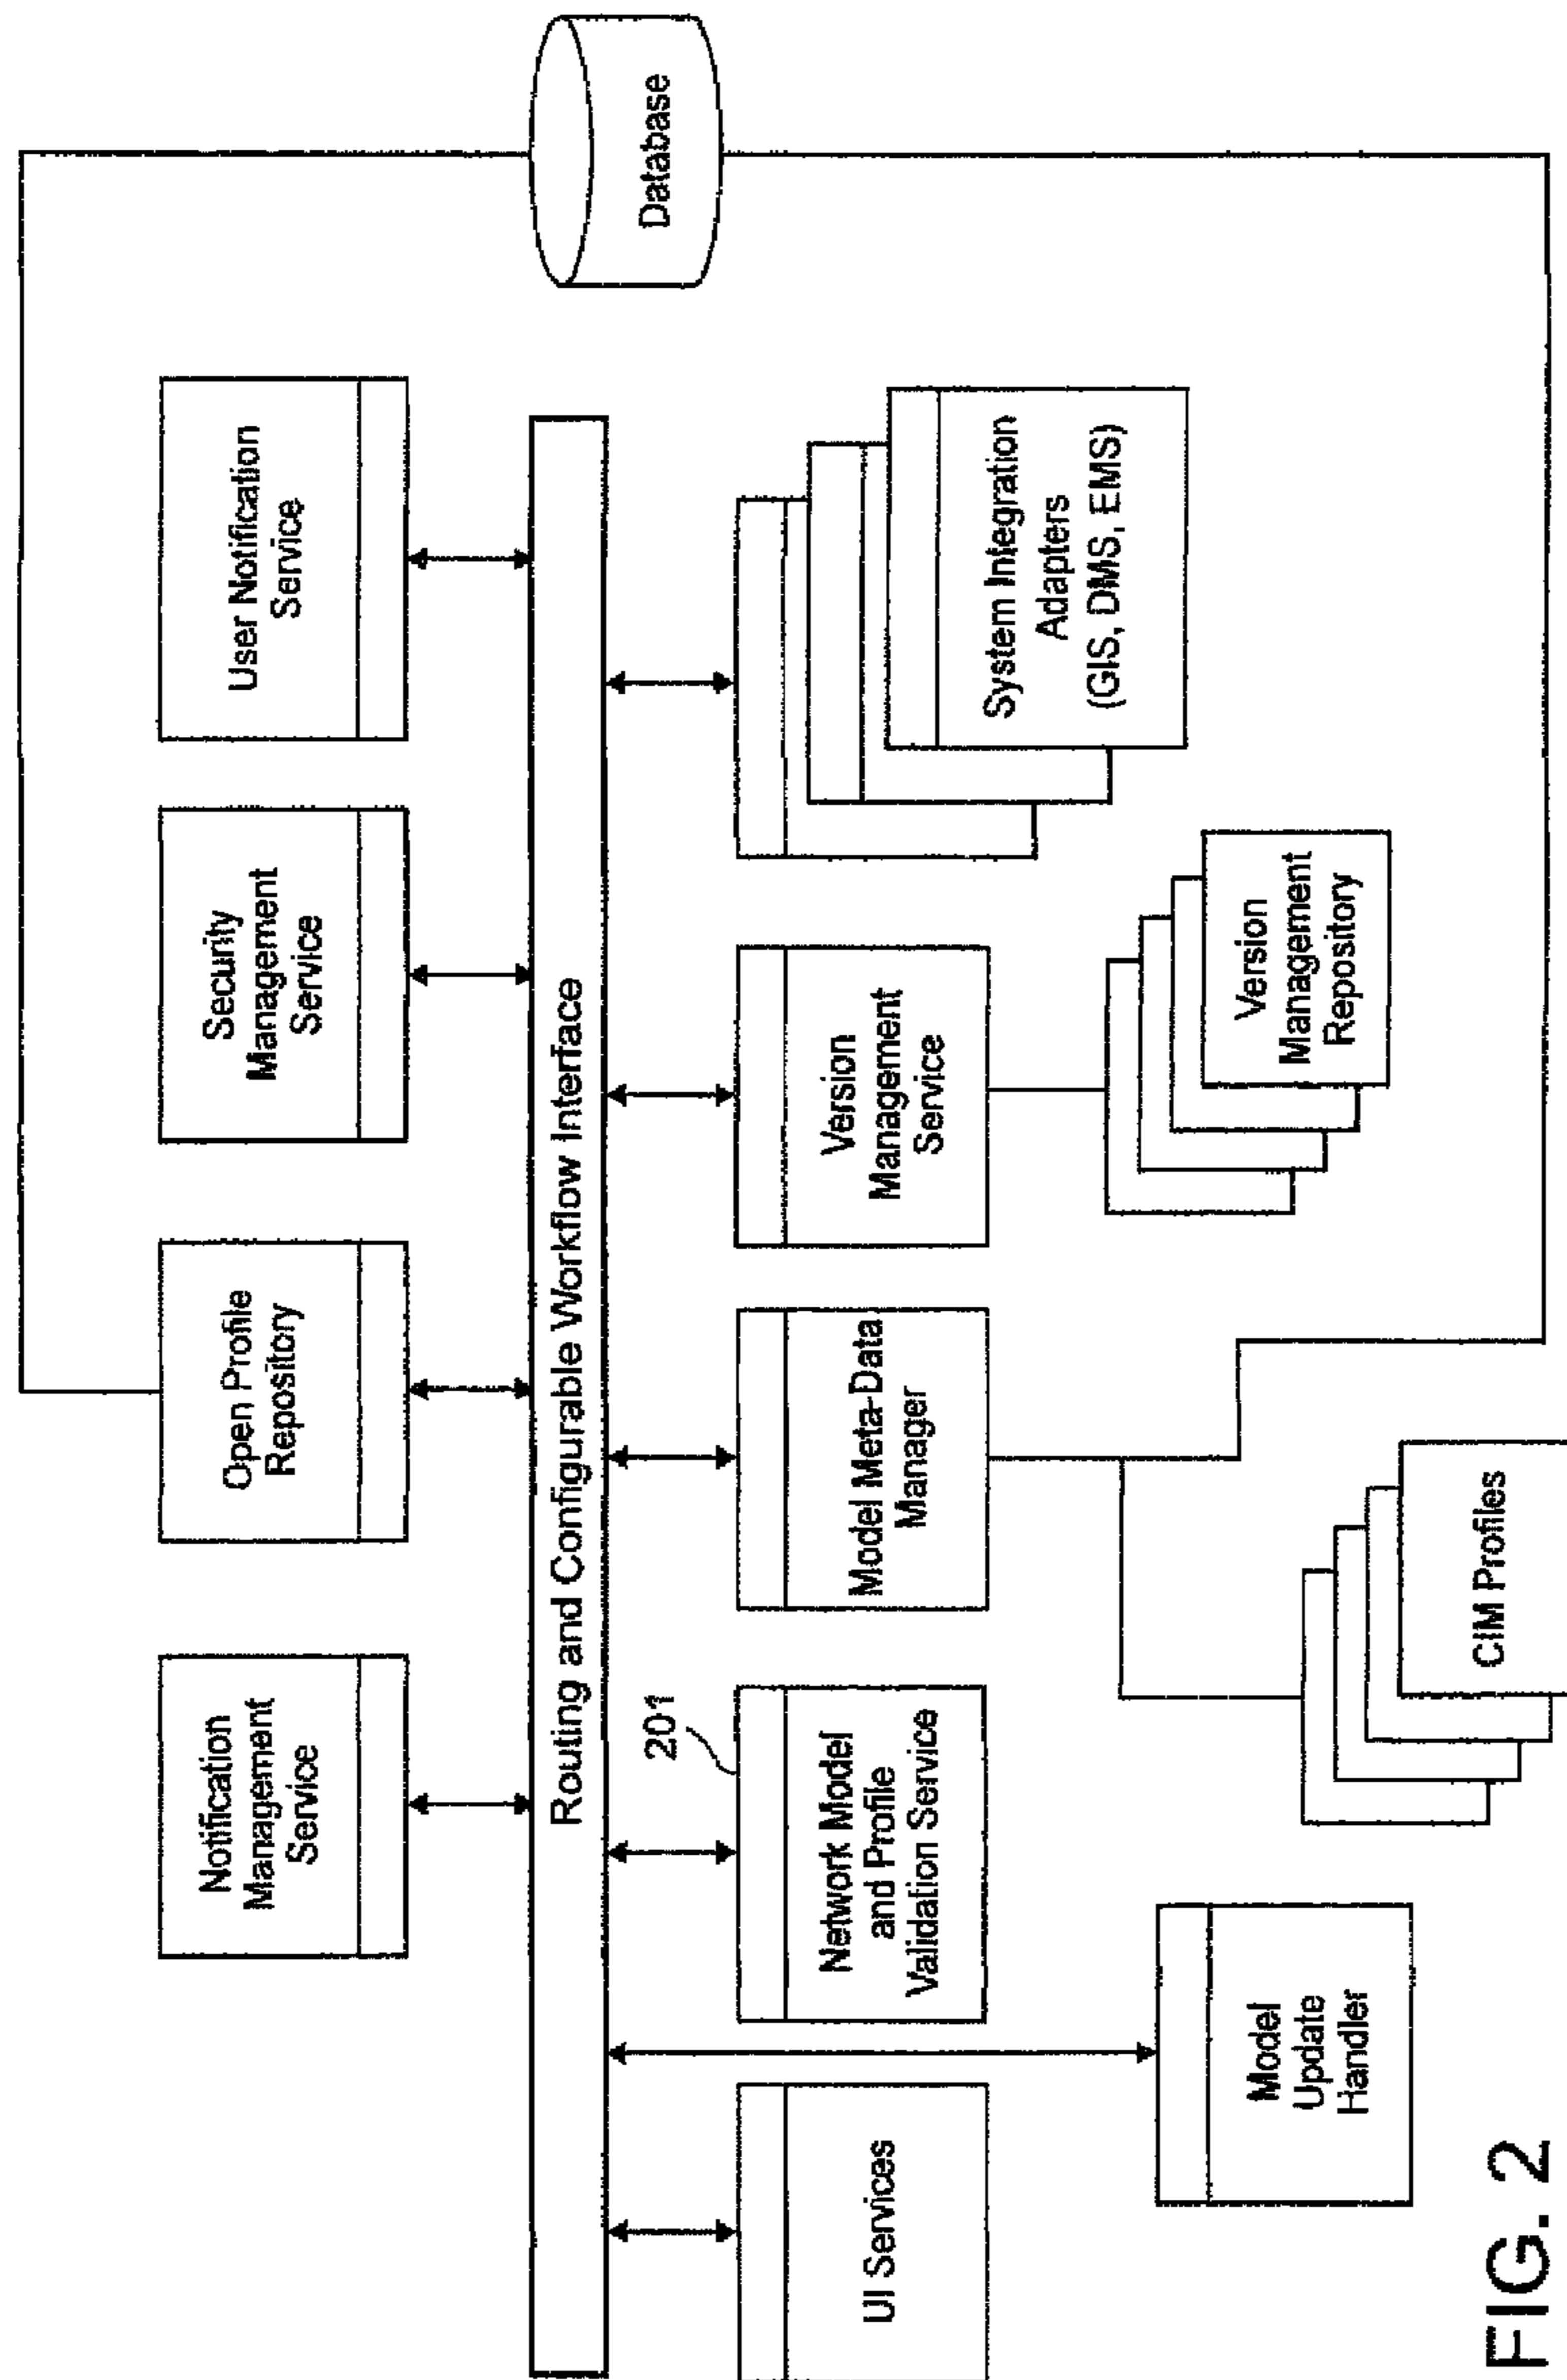 Notification
Management
Service
Open Profile
Repository
Security
Management
Service
User Notification
Service
Routing and Configurable Workflow Interface
Database
201
UI Services
Network Model
and Profile
Validation Service
Model Meta-Data
Manager
Version
Management
Service
System Integration
Adapters
(GIS, DMS, EMS)
Model
Update
Handler
CIM Profiles
Version
Management
Repository
FIG. 2